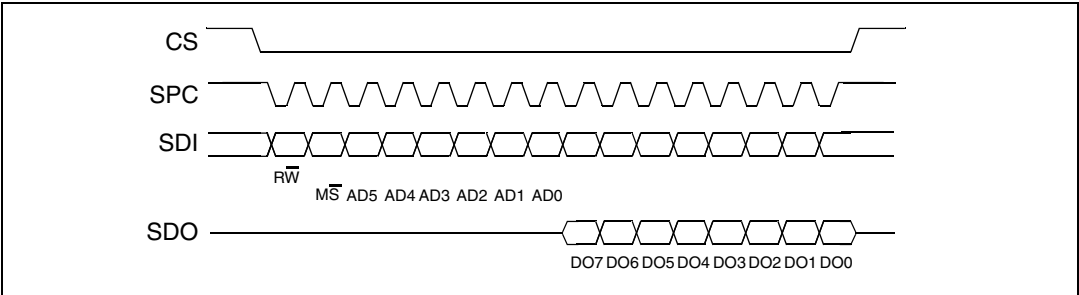 CS
SPC
SDI
RW̅
MS̅ AD5 AD4 AD3 AD2 AD1 AD0
SDO
DO7 DO6 DO5 DO4 DO3 DO2 DO1 DO0